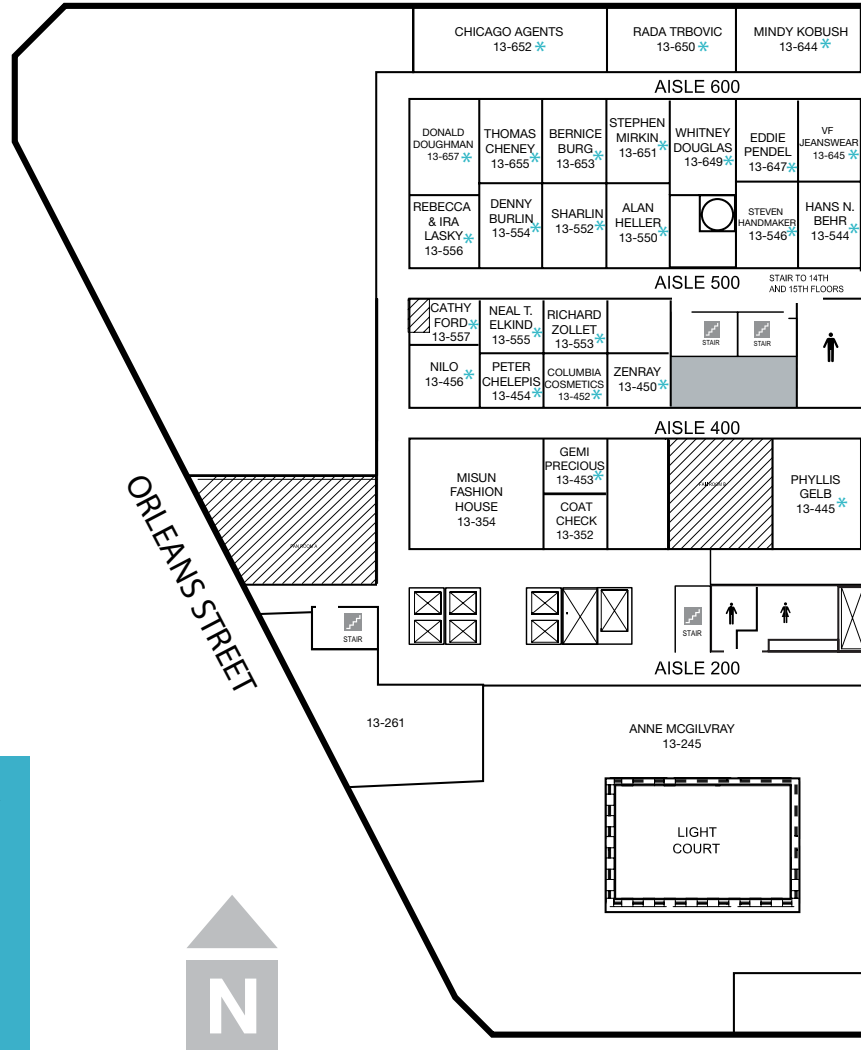 CHICAGO AGENTS
13-652 *
RADA TRBOVIC
13-650 *
MINDY KOBUSH
13-644 *
AISLE 600
DONALD
DOUGHMAN
13-657 *
THOMAS
CHENEY
13-655 *
BERNICE
BURG
13-653 *
STEPHEN
MIRKIN
13-651 *
WHITNEY
DOUGLAS
13-649 *
EDDIE
PENDEL
13-647 *
VF
JEANSWEAR
13-645 *
REBECCA
& IRA
LASKY *
13-556
DENNY
BURLIN
13-554 *
SHARLIN
13-552 *
ALAN
HELLER
13-550 *
STEVEN
HANDMAKER
13-546 *
HANS N.
BEHR
13-544 *
AISLE 500
STAIR TO 14TH
AND 15TH FLOORS
CATHY
FORD *
13-557
NEAL T.
ELKIND
13-555 *
RICHARD
ZOLLET
13-553 *
STAIR
STAIR
NILO
13-456 *
PETER
CHELEPIS
13-454 *
COLUMBIA
COSMETICS
13-452 *
ZENRAY
13-450 *
AISLE 400
MISUN
FASHION
HOUSE
13-354
GEMI
PRECIOUS
13-453 *
COAT
CHECK
13-352
FAN ROOM B
PHYLLIS
GELB
13-445 *
ORLEANS STREET
FAN ROOM A
STAIR
STAIR
AISLE 200
13-261
ANNE MCGILVRAY
13-245
LIGHT
COURT
N